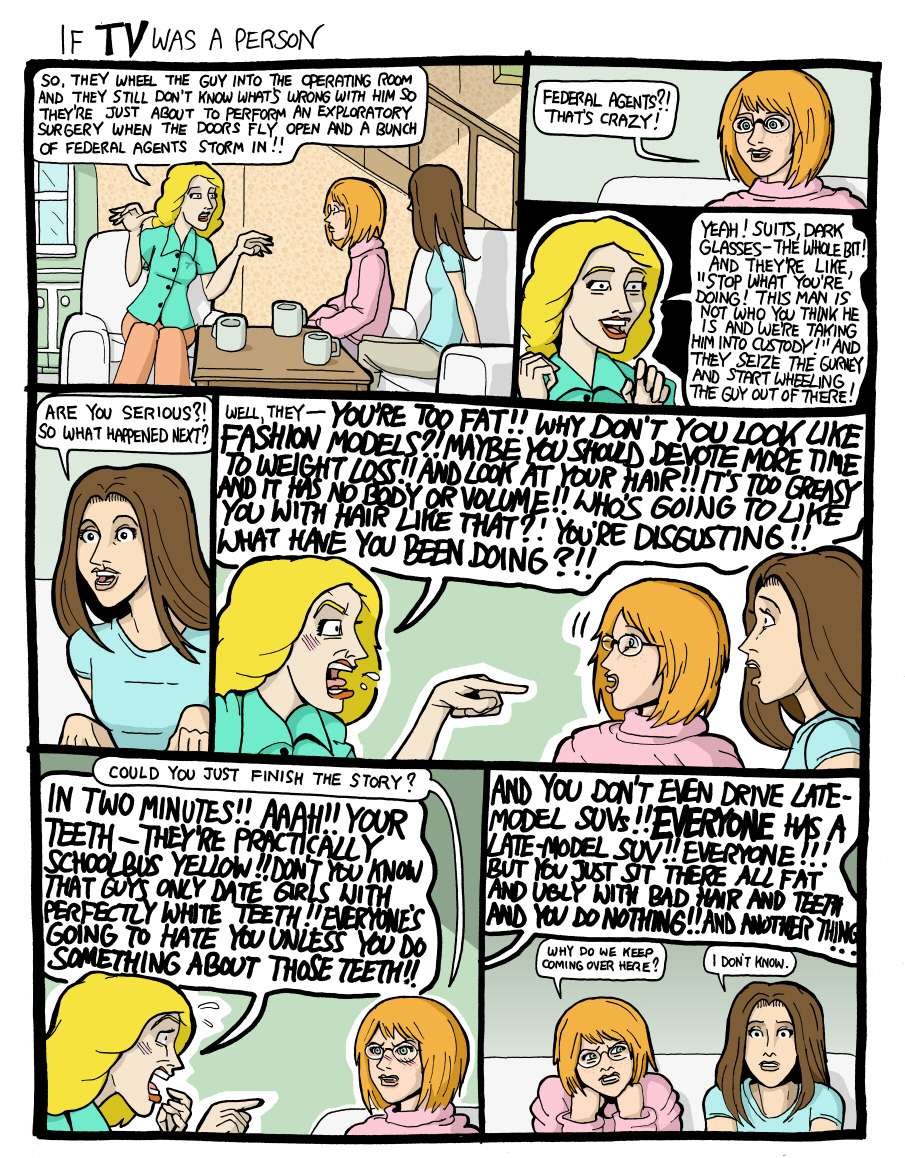 IF TV WAS A PERSON
SO, THEY WHEEL THE GUY INTO THE OPERATING ROOM
AND THEY STILL DON'T KNOW WHAT'S WRONG WITH HIM SO
THEY'RE JUST ABOUT TO PERFORM AN EXPLORATORY
SURGERY WHEN THE DOORS FLY OPEN AND A BUNCH
OF FEDERAL AGENTS STORM IN!!
FEDERAL AGENTS?!
THAT'S CRAZY!
YEAH! SUITS, DARK
GLASSES—THE WHOLE BIT!
AND THEY'RE LIKE,
"STOP WHAT YOU'RE
DOING! THIS MAN IS
NOT WHO YOU THINK HE
IS AND WE'RE TAKING
HIM INTO CUSTODY!" AND
THEY SEIZE THE GURNEY
AND START WHEELING
THE GUY OUT OF THERE!
ARE YOU SERIOUS?!
SO WHAT HAPPENED NEXT?
WELL, THEY— YOU'RE TOO FAT!! WHY DON'T YOU LOOK LIKE
FASHION MODELS?! MAYBE YOU SHOULD DEVOTE MORE TIME
TO WEIGHT LOSS!! AND LOOK AT YOUR HAIR!! IT'S TOO GREASY
AND IT HAS NO BODY OR VOLUME!! WHO'S GOING TO LIKE
YOU WITH HAIR LIKE THAT?! YOU'RE DISGUSTING!!
WHAT HAVE YOU BEEN DOING?!!
COULD YOU JUST FINISH THE STORY?
IN TWO MINUTES!! AAAH!! YOUR
TEETH—THEY'RE PRACTICALLY
SCHOOLBUS YELLOW!! DON'T YOU KNOW
THAT GUYS ONLY DATE GIRLS WITH
PERFECTLY WHITE TEETH!! EVERYONE'S
GOING TO HATE YOU UNLESS YOU DO
SOMETHING ABOUT THOSE TEETH!!
AND YOU DON'T EVEN DRIVE LATE-
MODEL SUVs!! EVERYONE HAS A
LATE-MODEL SUV!! EVERYONE!!!
BUT YOU JUST SIT THERE ALL FAT
AND UGLY WITH BAD HAIR AND TEETH
AND YOU DO NOTHING!! AND ANOTHER THING
...
WHY DO WE KEEP
COMING OVER HERE?
I DON'T KNOW.